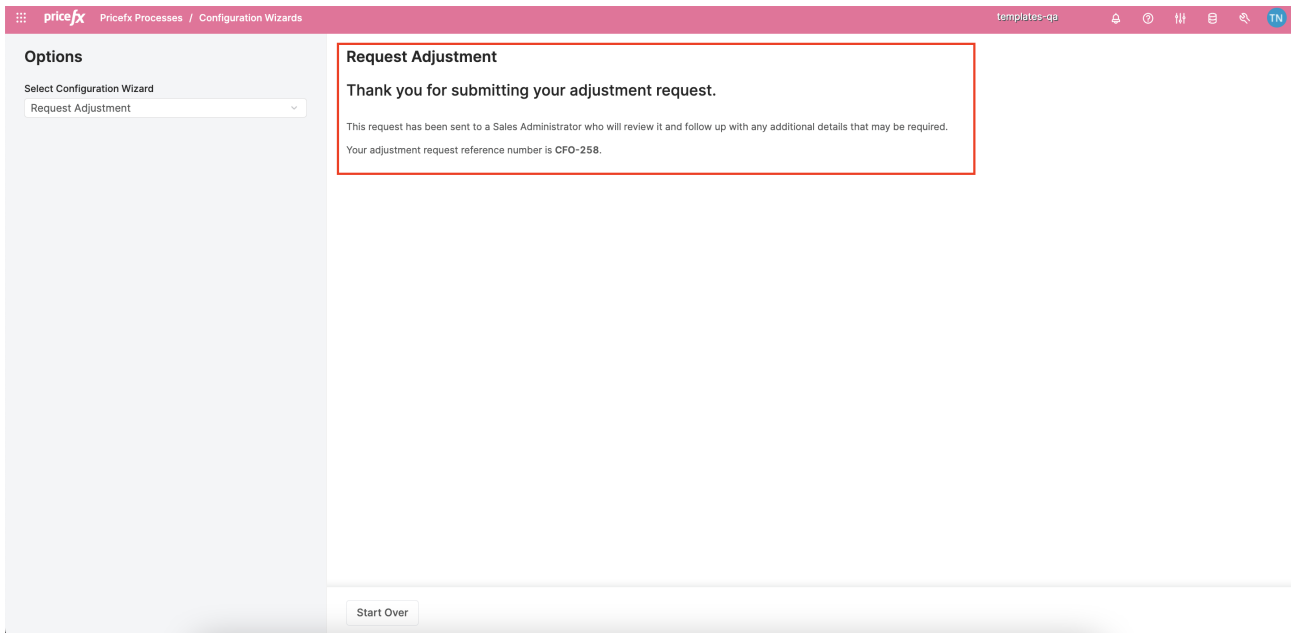 pricefx Pricefx Processes / Configuration Wizards templates-qa TN
Options
Select Configuration Wizard
Request Adjustment
Request Adjustment
Thank you for submitting your adjustment request.
This request has been sent to a Sales Administrator who will review it and follow up with any additional details that may be required.
Your adjustment request reference number is CFO-258.
Start Over